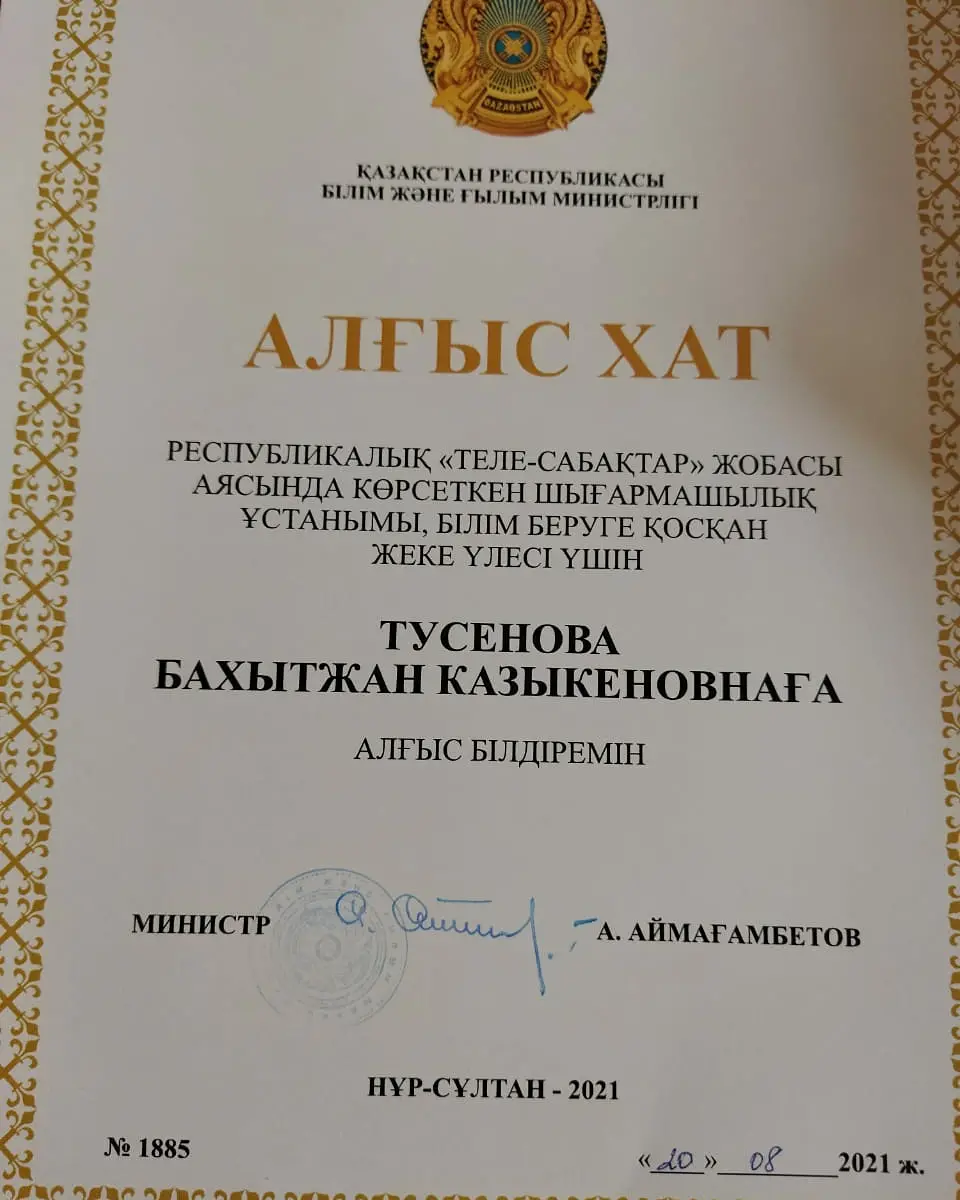 QAZAQSTAN
ҚАЗАҚСТАН РЕСПУБЛИКАСЫ
БІЛІМ ЖӘНЕ ҒЫЛЫМ МИНИСТРЛІГІ
АЛҒЫС ХАТ
РЕСПУБЛИКАЛЫҚ «ТЕЛЕ-САБАҚТАР» ЖОБАСЫ
АЯСЫНДА КӨРСЕТКЕН ШЫҒАРМАШЫЛЫҚ
ҰСТАНЫМЫ, БІЛІМ БЕРУГЕ ҚОСҚАН
ЖЕКЕ ҮЛЕСІ ҮШІН
ТУСЕНОВА
БАХЫТЖАН КАЗЫКЕНОВНАҒА
АЛҒЫС БІЛДІРЕМІН
МИНИСТР А. АЙМАҒАМБЕТОВ
НҰР-СҰЛТАН - 2021
№ 1885
«20» 08 2021 ж.